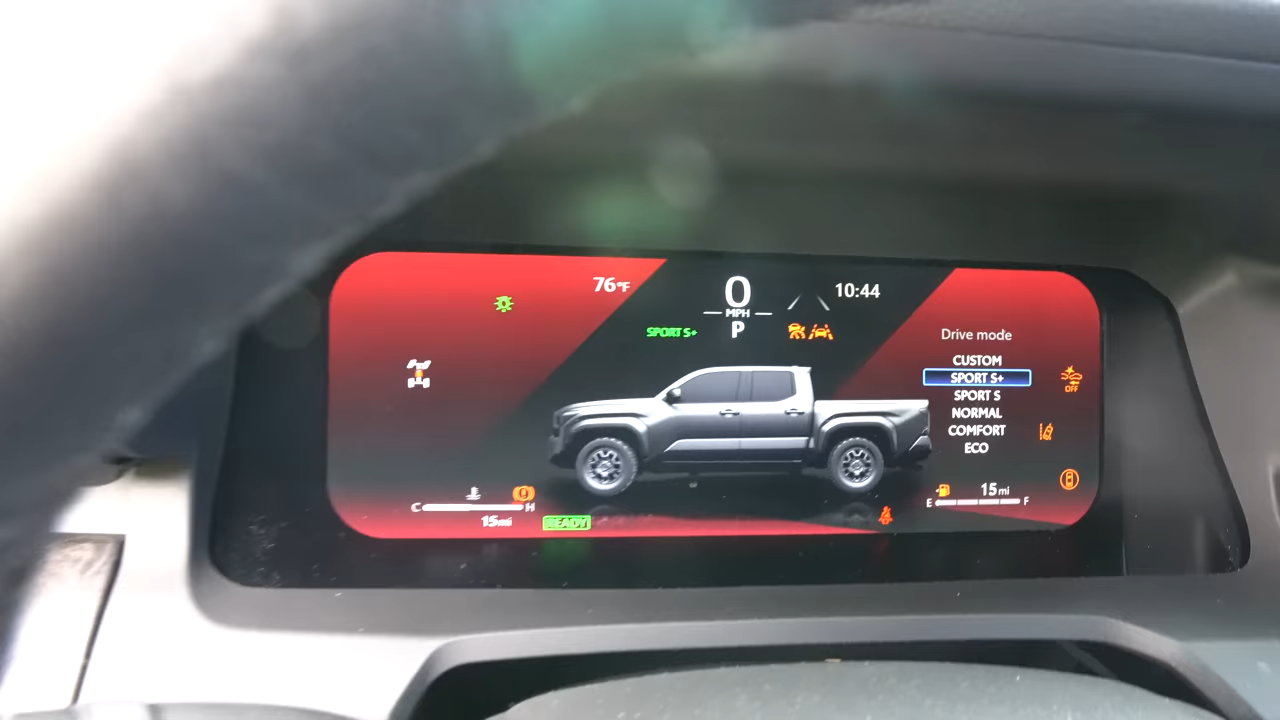 76°F
0
MPH
P
10:44
SPORT S+
Drive mode
CUSTOM
SPORT S+
SPORT S
NORMAL
COMFORT
ECO
OFF
C H
15mi
READY
15mi
E F